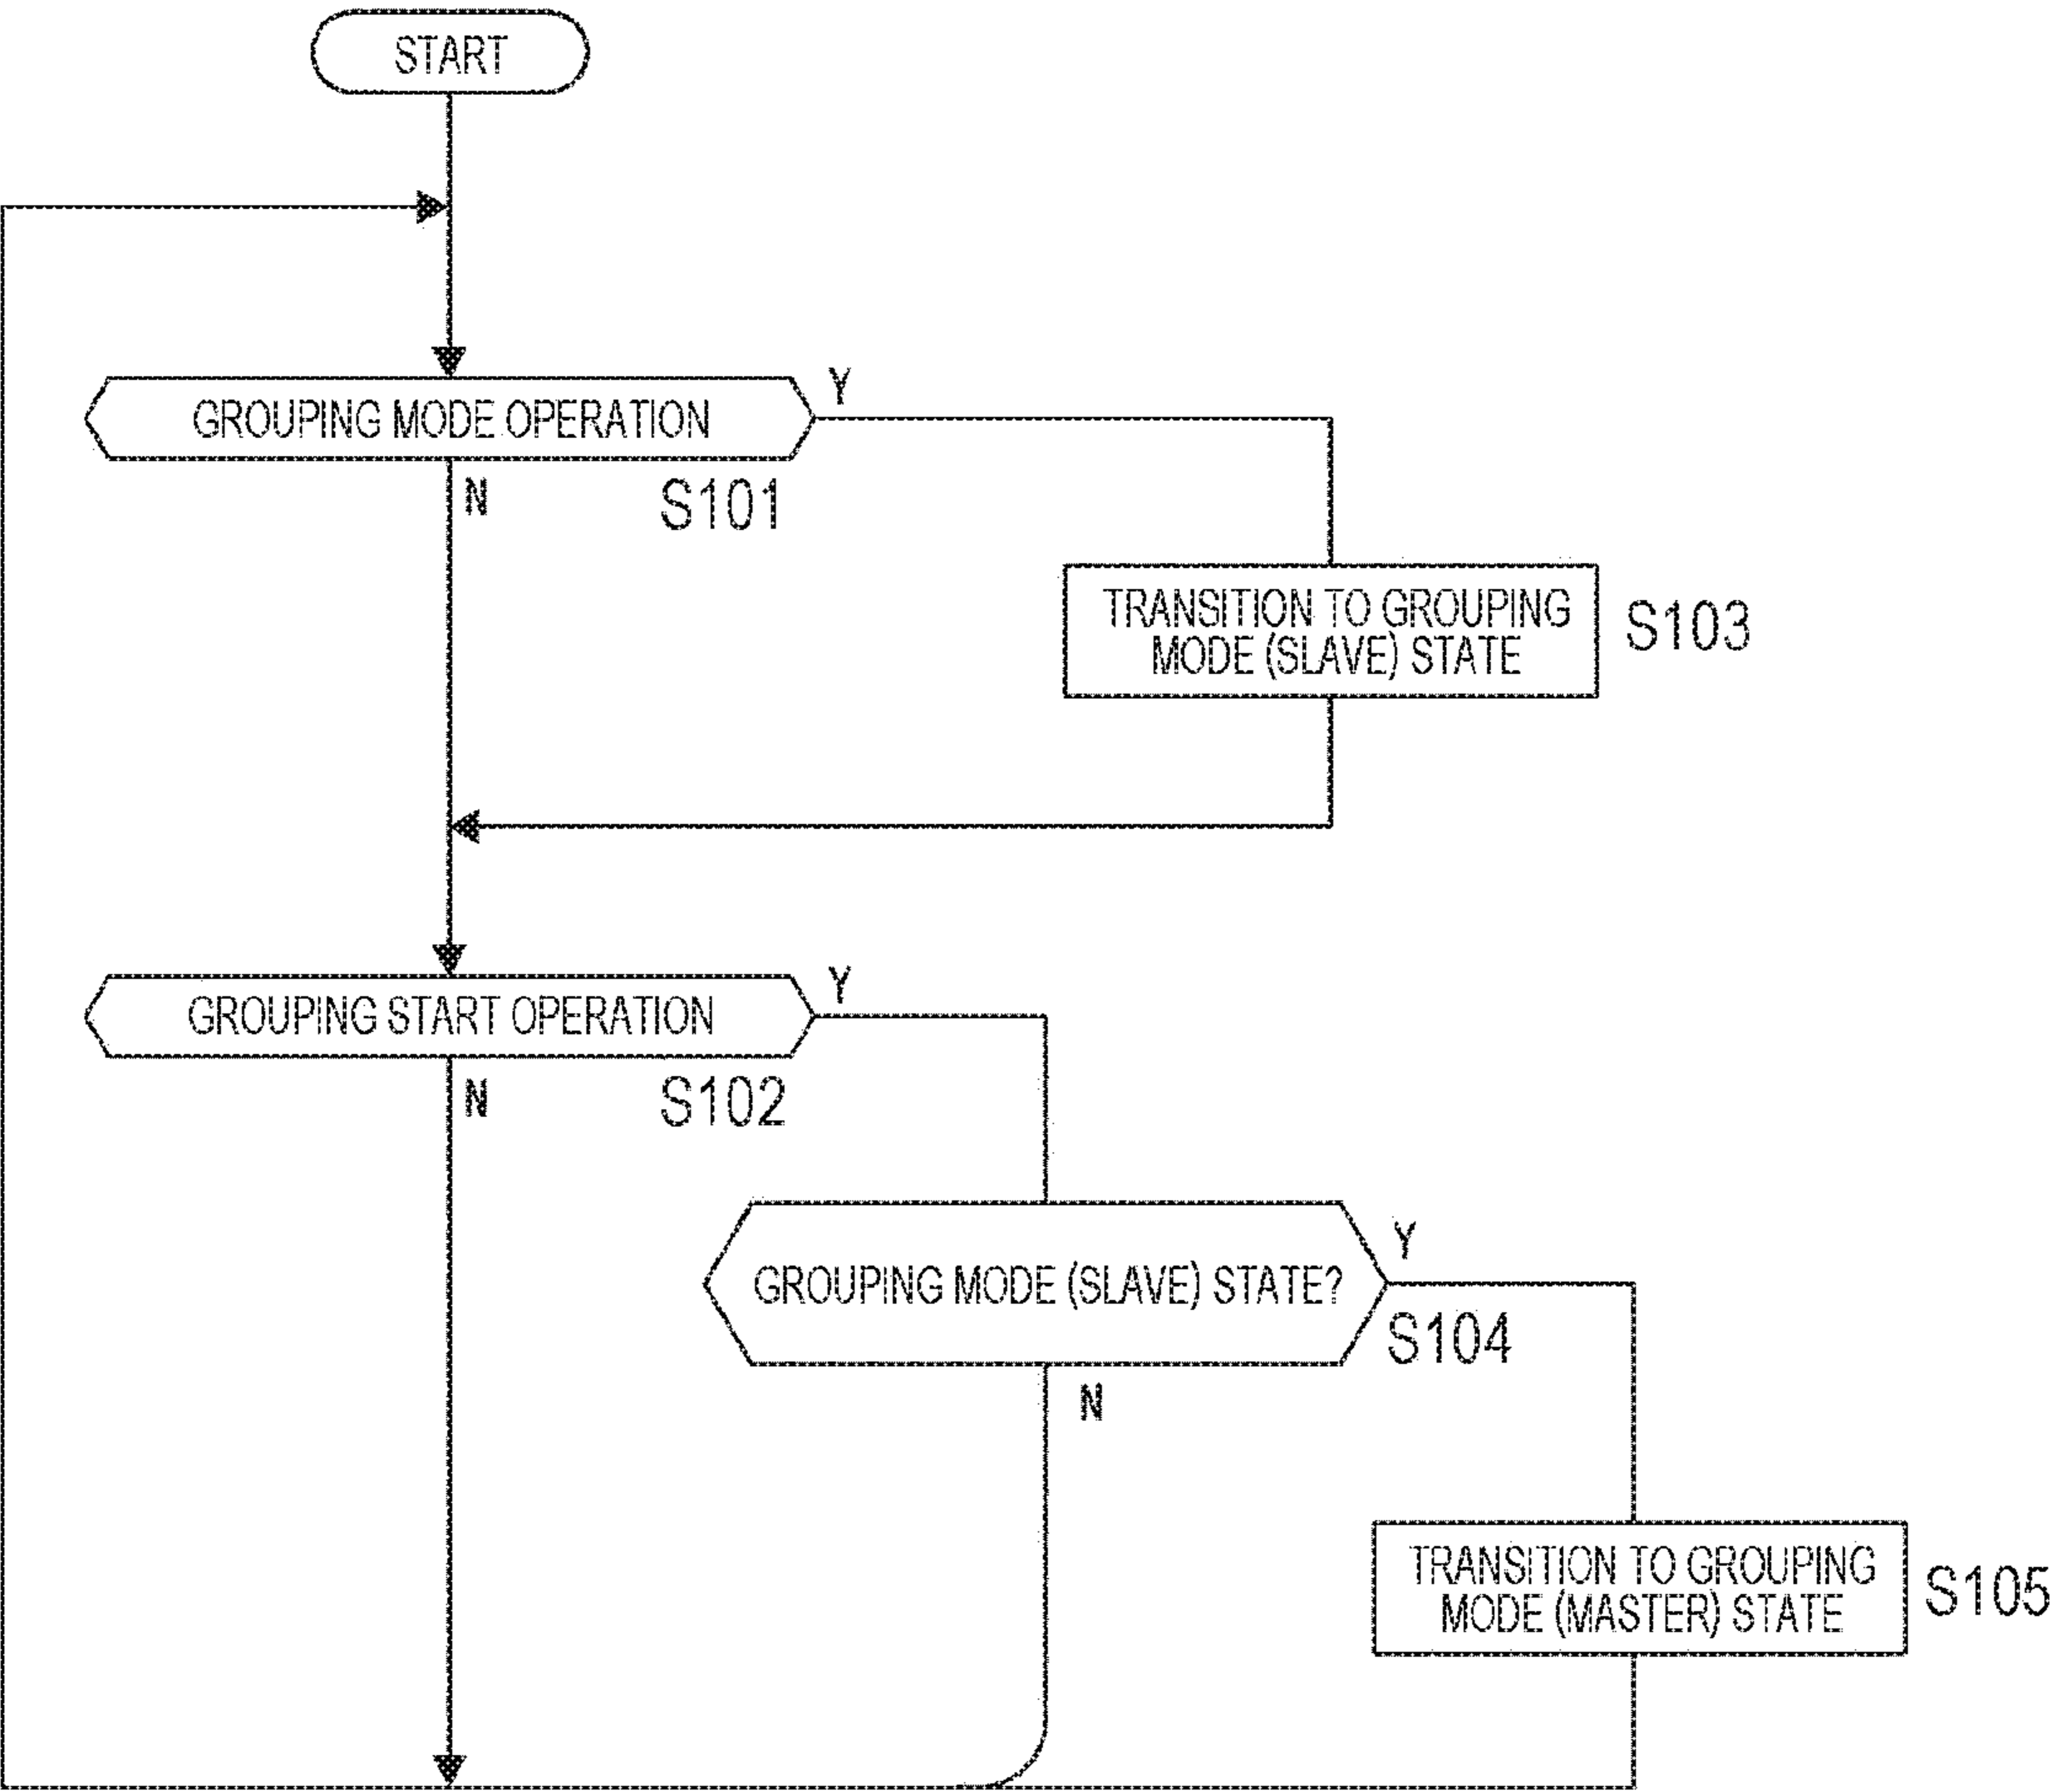 START
Y
GROUPING MODE OPERATION
N
S101
TRANSITION TO GROUPING
MODE (SLAVE) STATE
S103
Y
GROUPING START OPERATION
N
S102
Y
GROUPING MODE (SLAVE) STATE?
S104
N
TRANSITION TO GROUPING
MODE (MASTER) STATE
S105